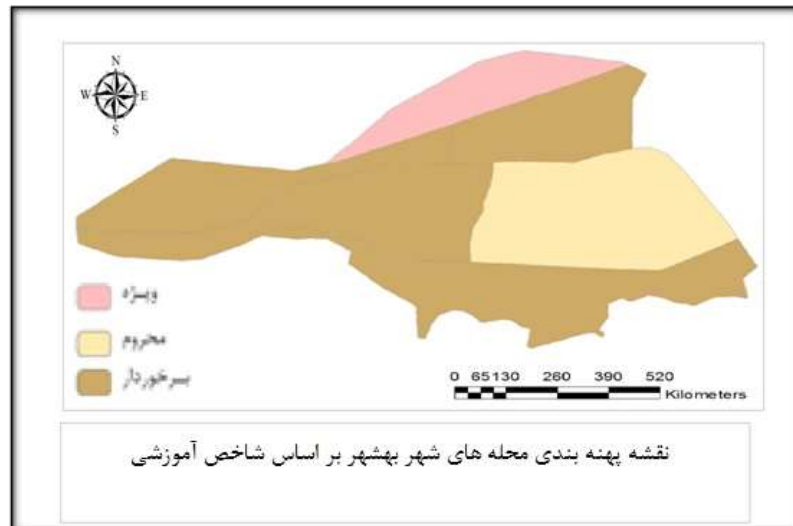 N
W E
S
ویژه
محروم
برخوردار
0 65130 260 390 520
Kilometers
نقشه پهنه بندی محله های شهر بهشهر بر اساس شاخص آموزشی